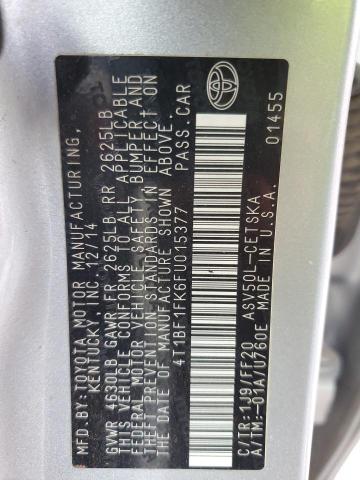 MFD. BY: TOYOTA MOTOR MANUFACTURING,
KENTUCKY, INC. 12/14
GVWR 4630LB GAWR FR 2625LB RR 2625LB
THIS VEHICLE CONFORMS TO ALL APPLICABLE
FEDERAL MOTOR VEHICLE SAFETY, BUMPER, AND
THEFT PREVENTION STANDARDS IN EFFECT ON
THE DATE OF MANUFACTURE SHOWN ABOVE.
4T1BF1FK6FU045377 PASS.CAR
C/TR:1J9/FF20 ASV50L-CETSKA
A/TM:-01A/U760E MADE IN U.S.A.
01455